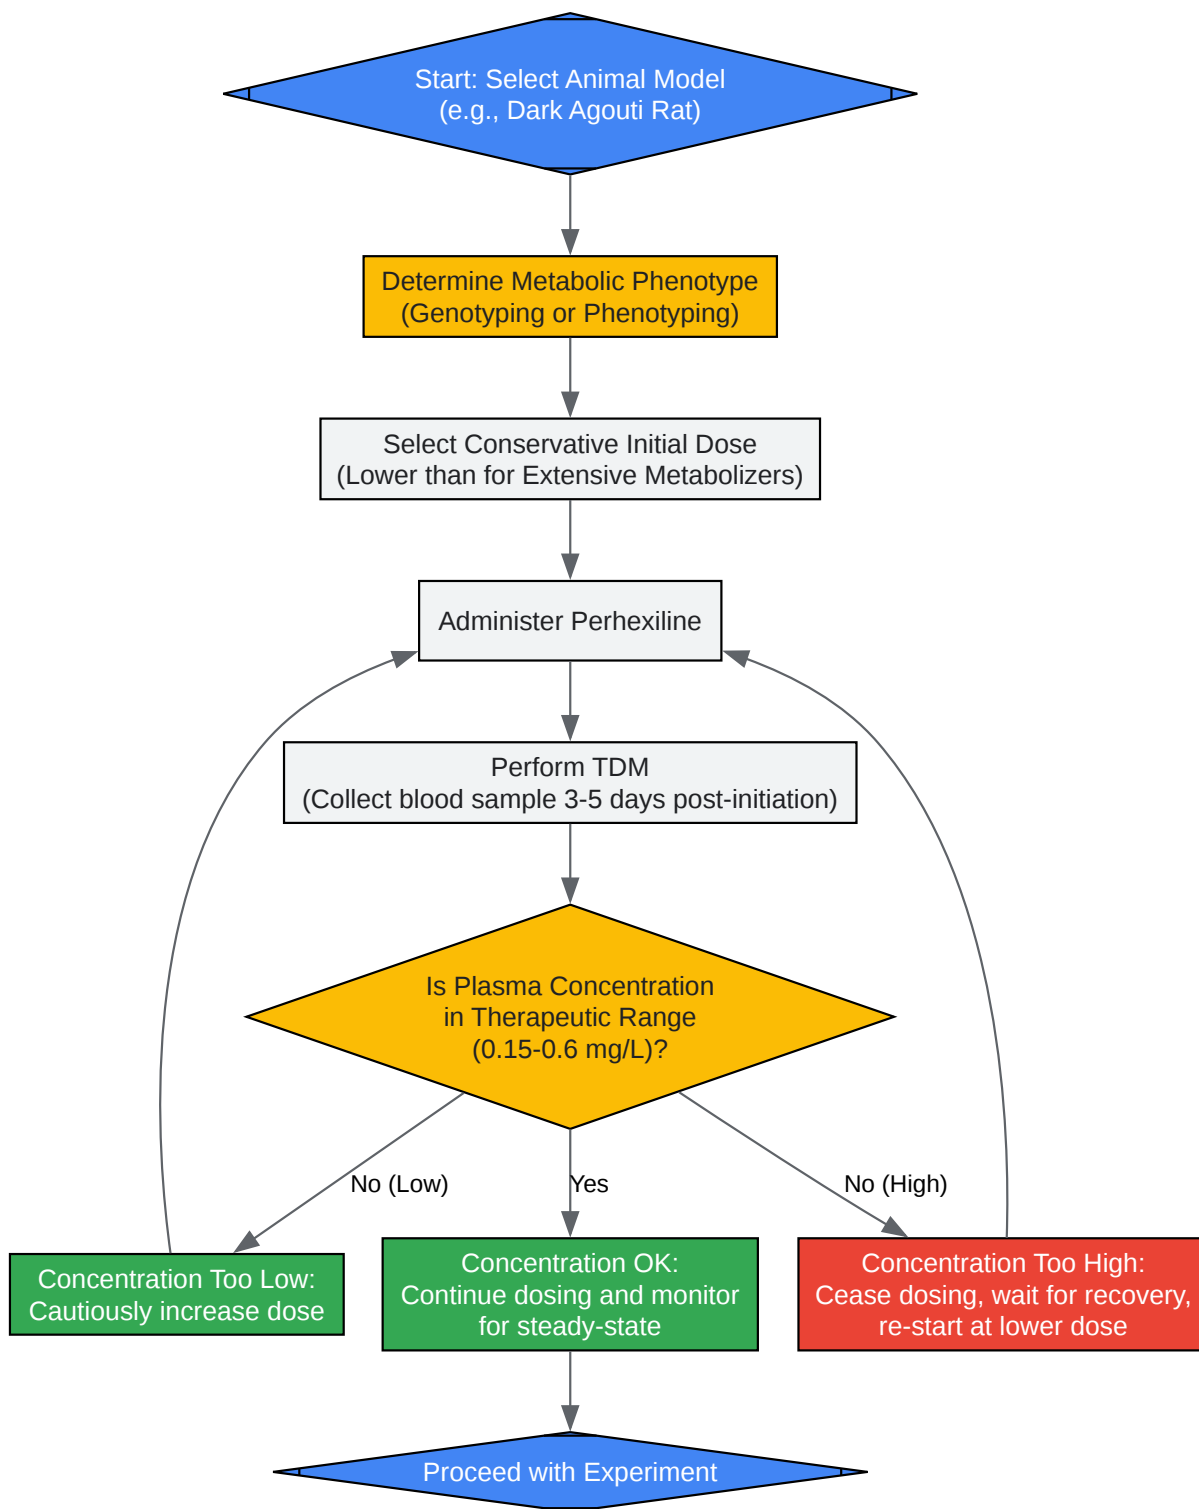 Start: Select Animal Model
(e.g., Dark Agouti Rat)
Determine Metabolic Phenotype
(Genotyping or Phenotyping)
Select Conservative Initial Dose
(Lower than for Extensive Metabolizers)
Administer Perhexiline
Perform TDM
(Collect blood sample 3-5 days post-initiation)
Is Plasma Concentration
in Therapeutic Range
(0.15-0.6 mg/L)?
No (Low)
Yes
No (High)
Concentration Too Low:
Cautiously increase dose
Concentration OK:
Continue dosing and monitor
for steady-state
Concentration Too High:
Cease dosing, wait for recovery,
re-start at lower dose
Proceed with Experiment